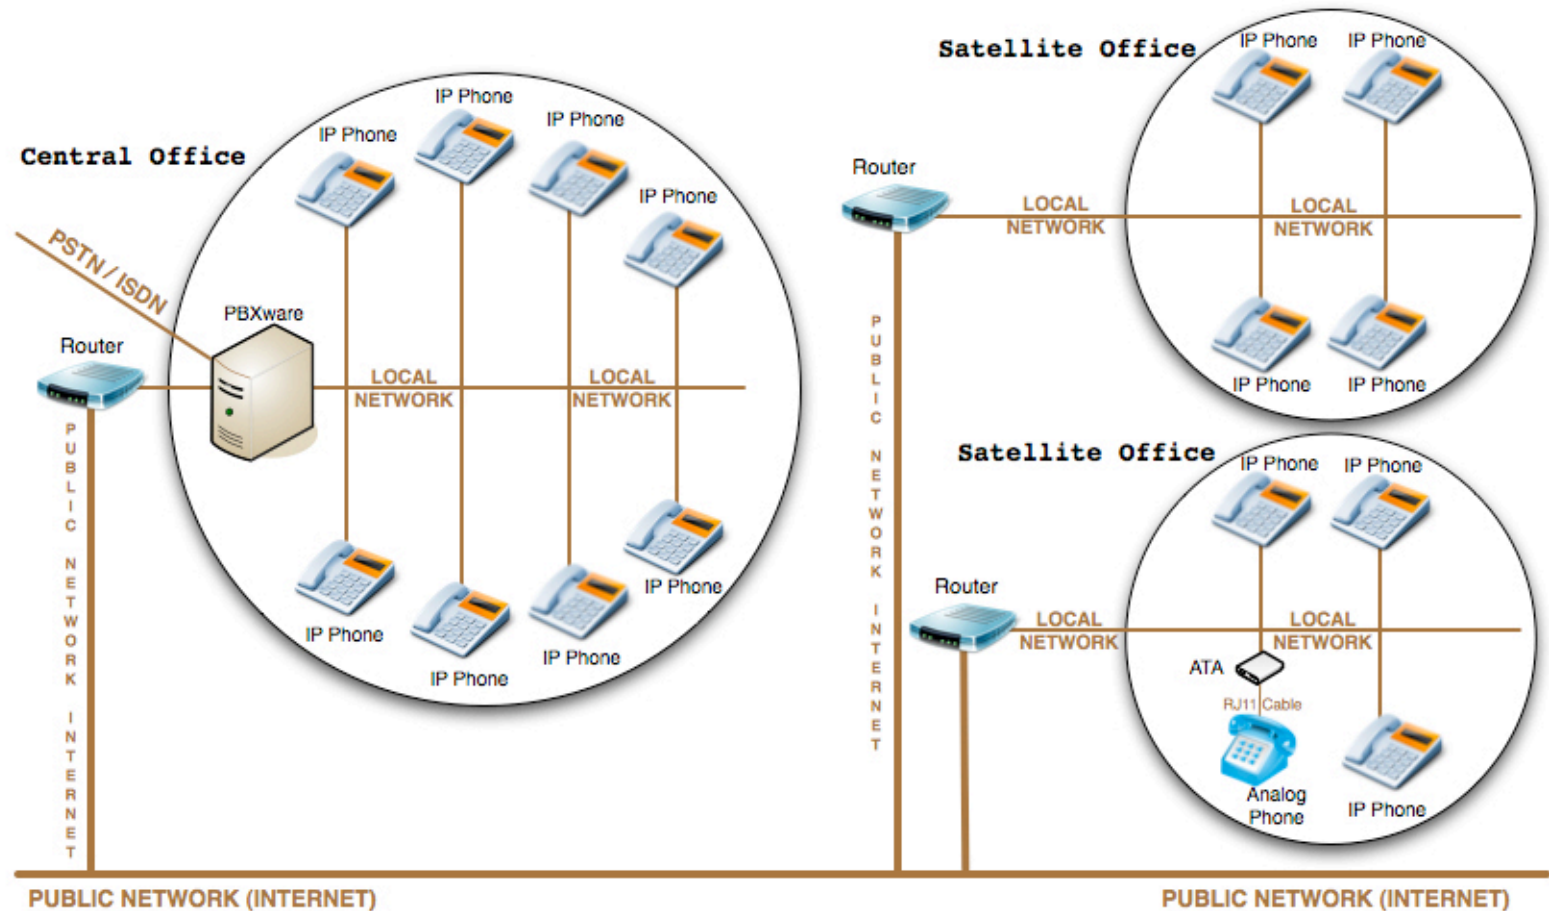 Central Office
PSTN / ISDN
Router
PBXware
IP Phone
IP Phone
IP Phone
IP Phone
LOCAL
NETWORK
LOCAL
NETWORK
IP Phone
IP Phone
IP Phone
IP Phone
PUBLIC NETWORK INTERNET
Satellite Office
IP Phone
IP Phone
Router
LOCAL
NETWORK
LOCAL
NETWORK
IP Phone
IP Phone
PUBLIC NETWORK INTERNET
Satellite Office
IP Phone
IP Phone
Router
LOCAL
NETWORK
LOCAL
NETWORK
ATA
RJ11 Cable
Analog
Phone
IP Phone
PUBLIC NETWORK (INTERNET)
PUBLIC NETWORK (INTERNET)